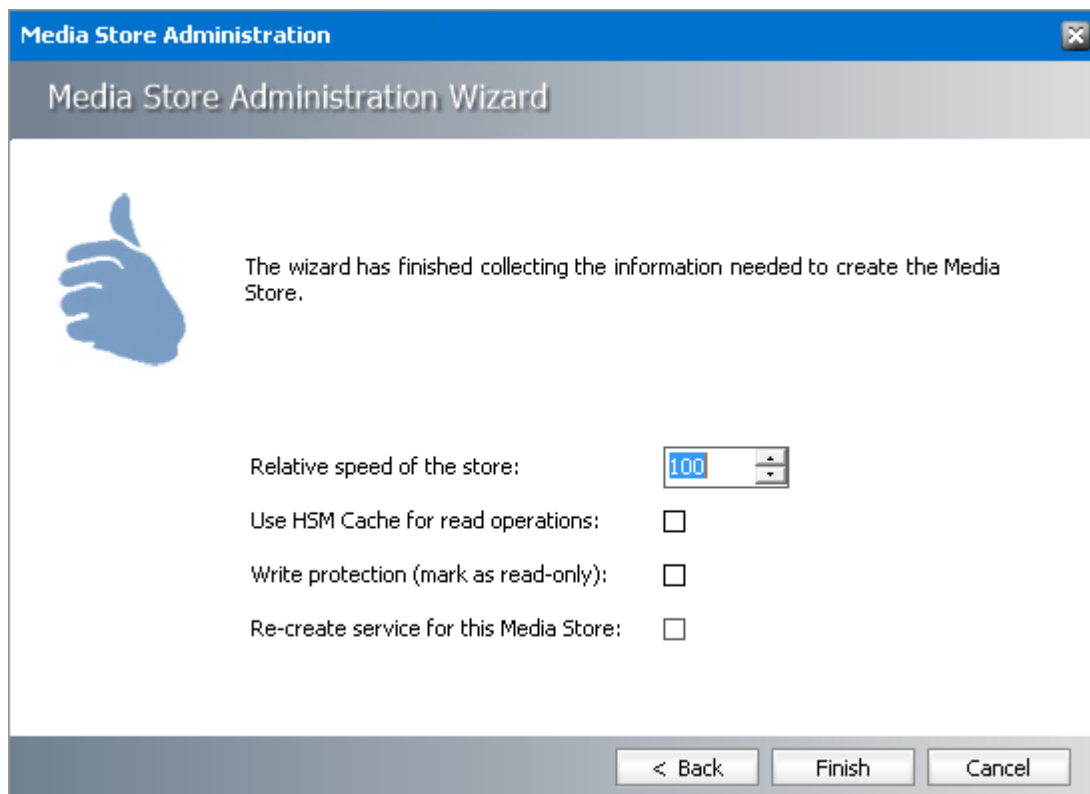 Media Store Administration
Media Store Administration Wizard
The wizard has finished collecting the information needed to create the Media
Store.
Relative speed of the store: 100
Use HSM Cache for read operations:
Write protection (mark as read-only):
Re-create service for this Media Store:
< Back Finish Cancel